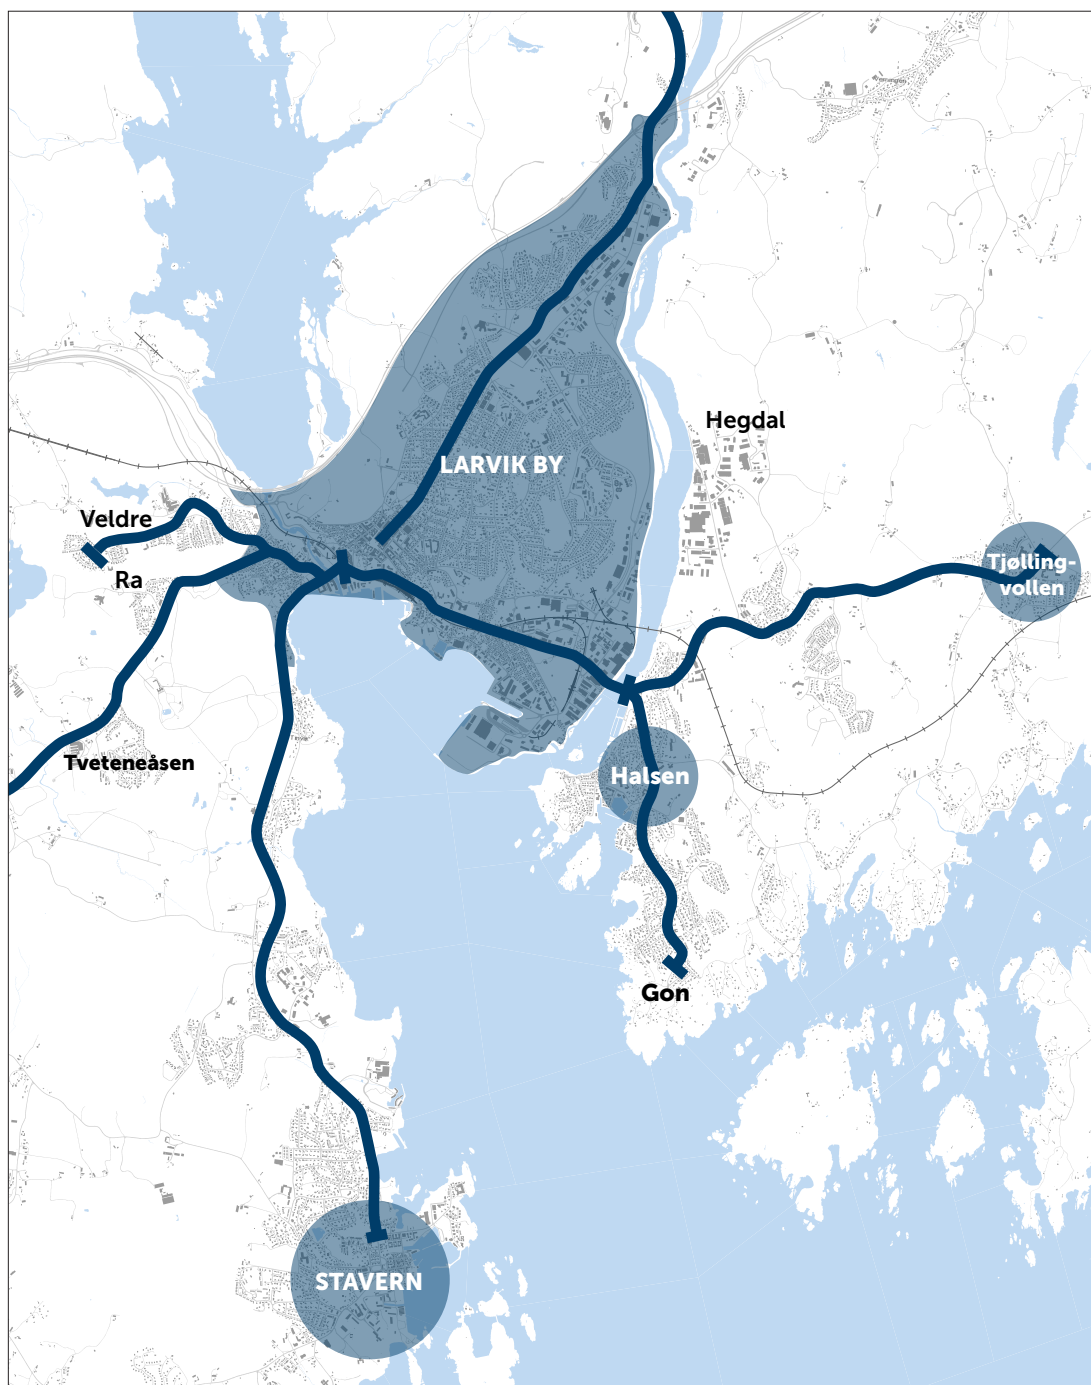 Hegdal
LARVIK BY
Veldre
Ra
Tjølling-
vollen
Tveteneåsen
Halsen
Gon
STAVERN